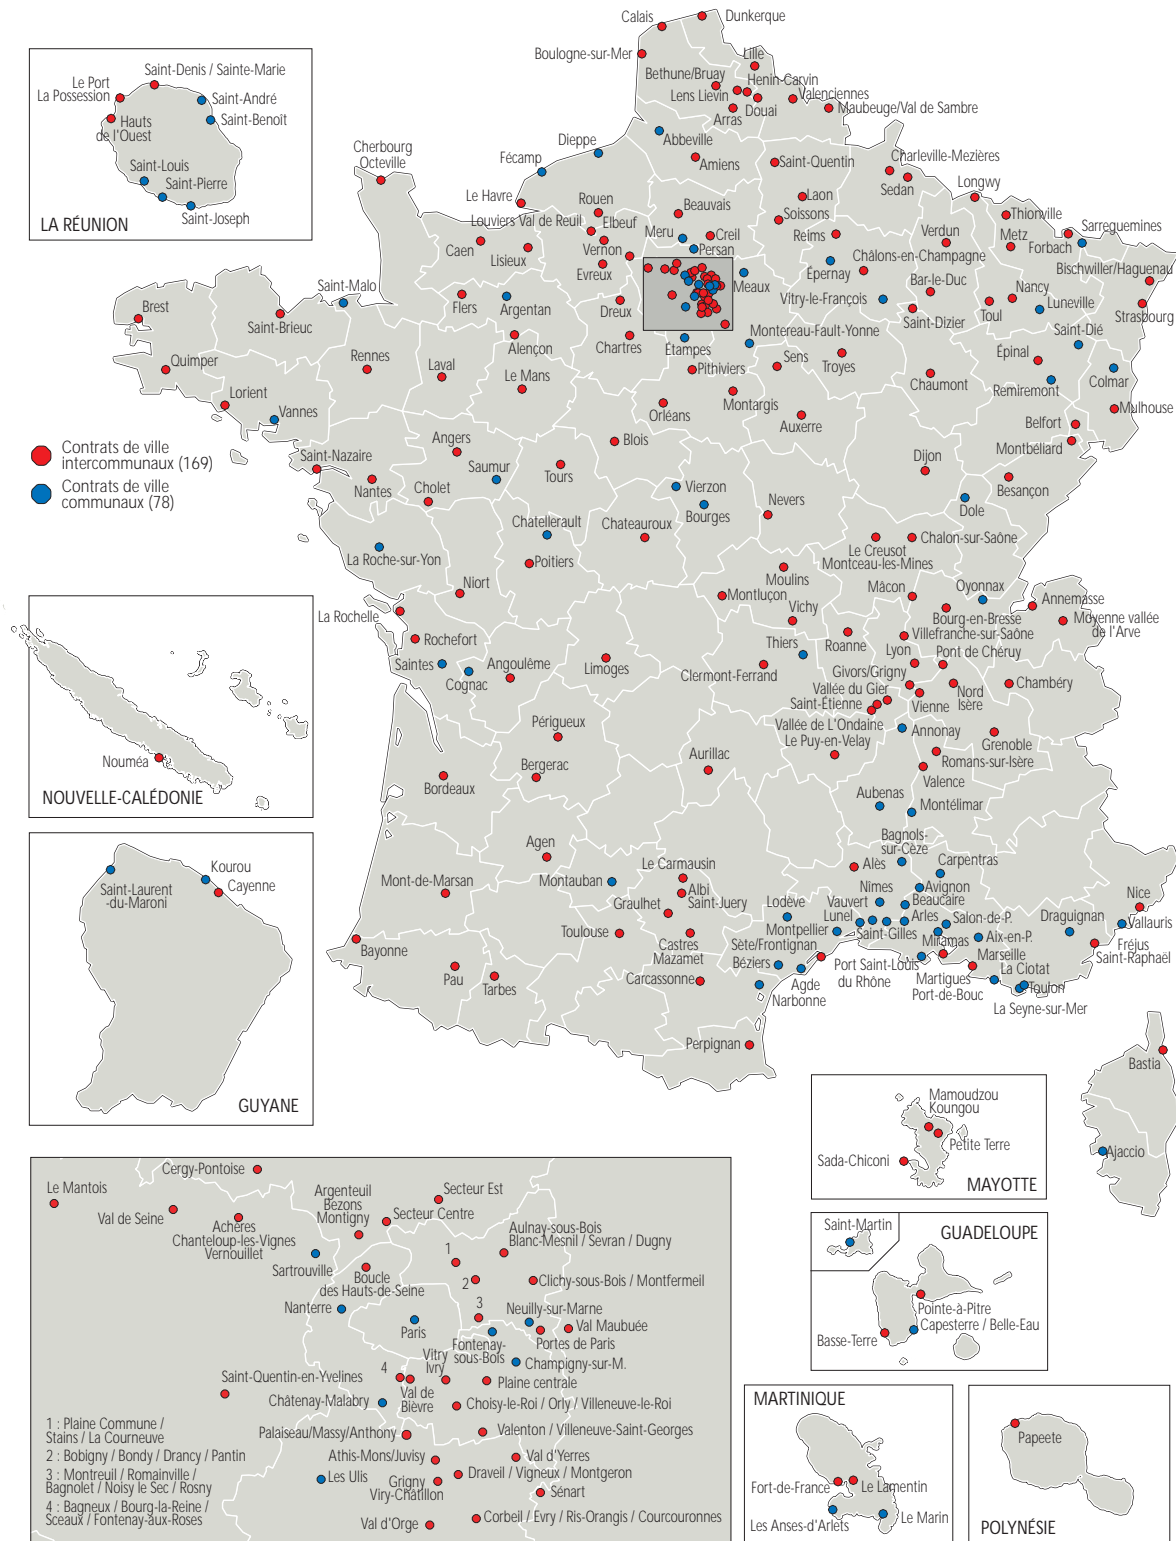 Calais
Dunkerque
Boulogne-sur-Mer
Lille
Bethune/Bruay
Henin-Carvin
Lens Lievin
Valenciennes
Douai
Maubeuge/Val de Sambre
Arras
Abbeville
Dieppe
Amiens
Saint-Quentin
Charleville-Mezières
Fécamp
Sedan
Cherbourg
Octeville
Longwy
Le Havre
Rouen
Beauvais
Laon
Louviers Val de Reuil
Elbeuf
Soissons
Thionville
Meru
Creil
Reims
Verdun
Metz
Sarreguemines
Forbach
Caen
Lisieux
Vernon
Persan
Châlons-en-Champagne
Evreux
Épernay
Bischwiller/Haguenau
Meaux
Bar-le-Duc
Saint-Malo
Flers
Argentan
Dreux
Vitry-le-François
Nancy
Toul
Luneville
Strasbourg
Brest
Saint-Brieuc
Saint-Dizier
Saint-Dié
Montereau-Fault-Yonne
Alençon
Chartres
Étampes
Quimper
Rennes
Laval
Le Mans
Pithiviers
Sens
Troyes
Épinal
Chaumont
Remiremont
Colmar
Lorient
Vannes
Orléans
Montargis
Auxerre
Mulhouse
Belfort
Montbéliard
Angers
Blois
Saint-Nazaire
Saumur
Tours
Dijon
Besançon
Nantes
Cholet
Vierzon
Bourges
Nevers
Dole
Chatellerault
Chateauroux
La Roche-sur-Yon
Poitiers
Le Creusot
Montceau-les-Mines
Chalon-sur-Saône
Niort
Moulins
Montluçon
Mâcon
Oyonnax
Annemasse
La Rochelle
Vichy
Bourg-en-Bresse
Moyenne vallée
de l'Arve
Rochefort
Thiers
Roanne
Villefranche-sur-Saône
Saintes
Cognac
Angoulême
Limoges
Clermont-Ferrand
Lyon
Pont de Chéruy
Givors/Grigny
Chambéry
Nord
Isère
Vallée du Gier
Saint-Étienne
Vienne
Vallée de L'Ondaine
Le Puy-en-Velay
Annonay
Grenoble
Périgueux
Romans-sur-Isère
Bergerac
Aurillac
Valence
Bordeaux
Aubenas
Montélimar
Agen
Bagnols-
sur-Cèze
Carpentras
Alès
Le Carmausin
Mont-de-Marsan
Montauban
Albi
Saint-Juery
Nimes
Avignon
Graulhet
Lodève
Vauvert
Beaucaire
Lunel
Arles
Salon-de-P.
Draguignan
Nice
Vallauris
Toulouse
Montpellier
Saint-Gilles
Miramas
Aix-en-P.
Fréjus
Saint-Raphaël
Bayonne
Castres
Mazamet
Sète/Frontignan
Béziers
Marseille
La Ciotat
Pau
Tarbes
Carcassonne
Agde
Narbonne
Port Saint-Louis
du Rhône
Martigues
Port-de-Bouc
Toulon
La Seyne-sur-Mer
Perpignan
Bastia
Ajaccio
Le Port
La Possession
Saint-Denis / Sainte-Marie
Saint-André
Saint-Benoît
Hauts
de l'Ouest
Saint-Louis
Saint-Pierre
Saint-Joseph
LA RÉUNION
Contrats de ville
intercommunaux (169)
Contrats de ville
communaux (78)
Nouméa
NOUVELLE-CALÉDONIE
Kourou
Cayenne
Saint-Laurent
-du-Maroni
GUYANE
Mamoudzou
Koungou
Petite Terre
Sada-Chiconi
MAYOTTE
Saint-Martin
GUADELOUPE
Pointe-à-Pitre
Capesterre / Belle-Eau
Basse-Terre
MARTINIQUE
Fort-de-France
Le Lamentin
Les Anses-d'Arlets
Le Marin
Papeete
POLYNÉSIE
Cergy-Pontoise
Le Mantois
Val de Seine
Achères
Chanteloup-les-Vignes
Vernouillet
Argenteuil
Bezons
Montigny
Secteur Est
Secteur Centre
Aulnay-sous-Bois
Blanc-Mesnil / Sevran / Dugny
Sartrouville
Boucle
des Hauts-de-Seine
1
2
3
Clichy-sous-Bois / Montfermeil
Nanterre
Paris
Neuilly-sur-Marne
Val Maubuée
Portes de Paris
Fontenay-
sous-Bois
Champigny-sur-M.
Vitry
Ivry
Saint-Quentin-en-Yvelines
4
Plaine centrale
Châtenay-Malabry
Val de
Bièvre
Choisy-le-Roi / Orly / Villeneuve-le-Roi
Palaiseau/Massy/Anthony
Valenton / Villeneuve-Saint-Georges
Athis-Mons/Juvisy
Val d'Yerres
Les Ulis
Grigny
Viry-Châtillon
Draveil / Vigneux / Montgeron
Sénart
Val d'Orge
Corbeil / Evry / Ris-Orangis / Courcouronnes
1 : Plaine Commune /
Stains / La Courneuve
2 : Bobigny / Bondy / Drancy / Pantin
3 : Montreuil / Romainville /
Bagnolet / Noisy le Sec / Rosny
4 : Bagneux / Bourg-la-Reine /
Sceaux / Fontenay-aux-Roses